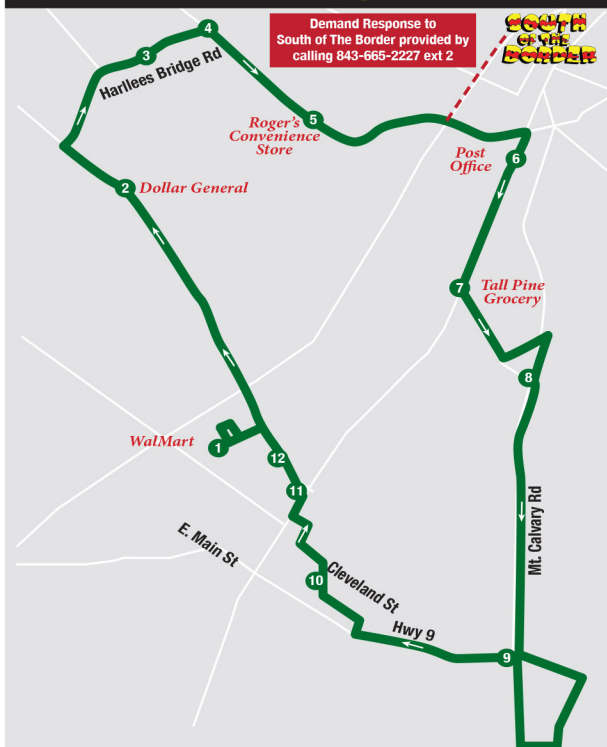 Demand Response to
South of The Border provided by
calling 843-665-2227 ext 2
SOUTH
OF THE
BORDER
4
3
Harllees Bridge Rd
Roger's
Convenience
Store
5
Post
Office
6
2
Dollar General
7
Tall Pine
Grocery
8
WalMart
1
12
11
Mt. Calvary Rd
E. Main St
10
Cleveland St
Hwy 9
9